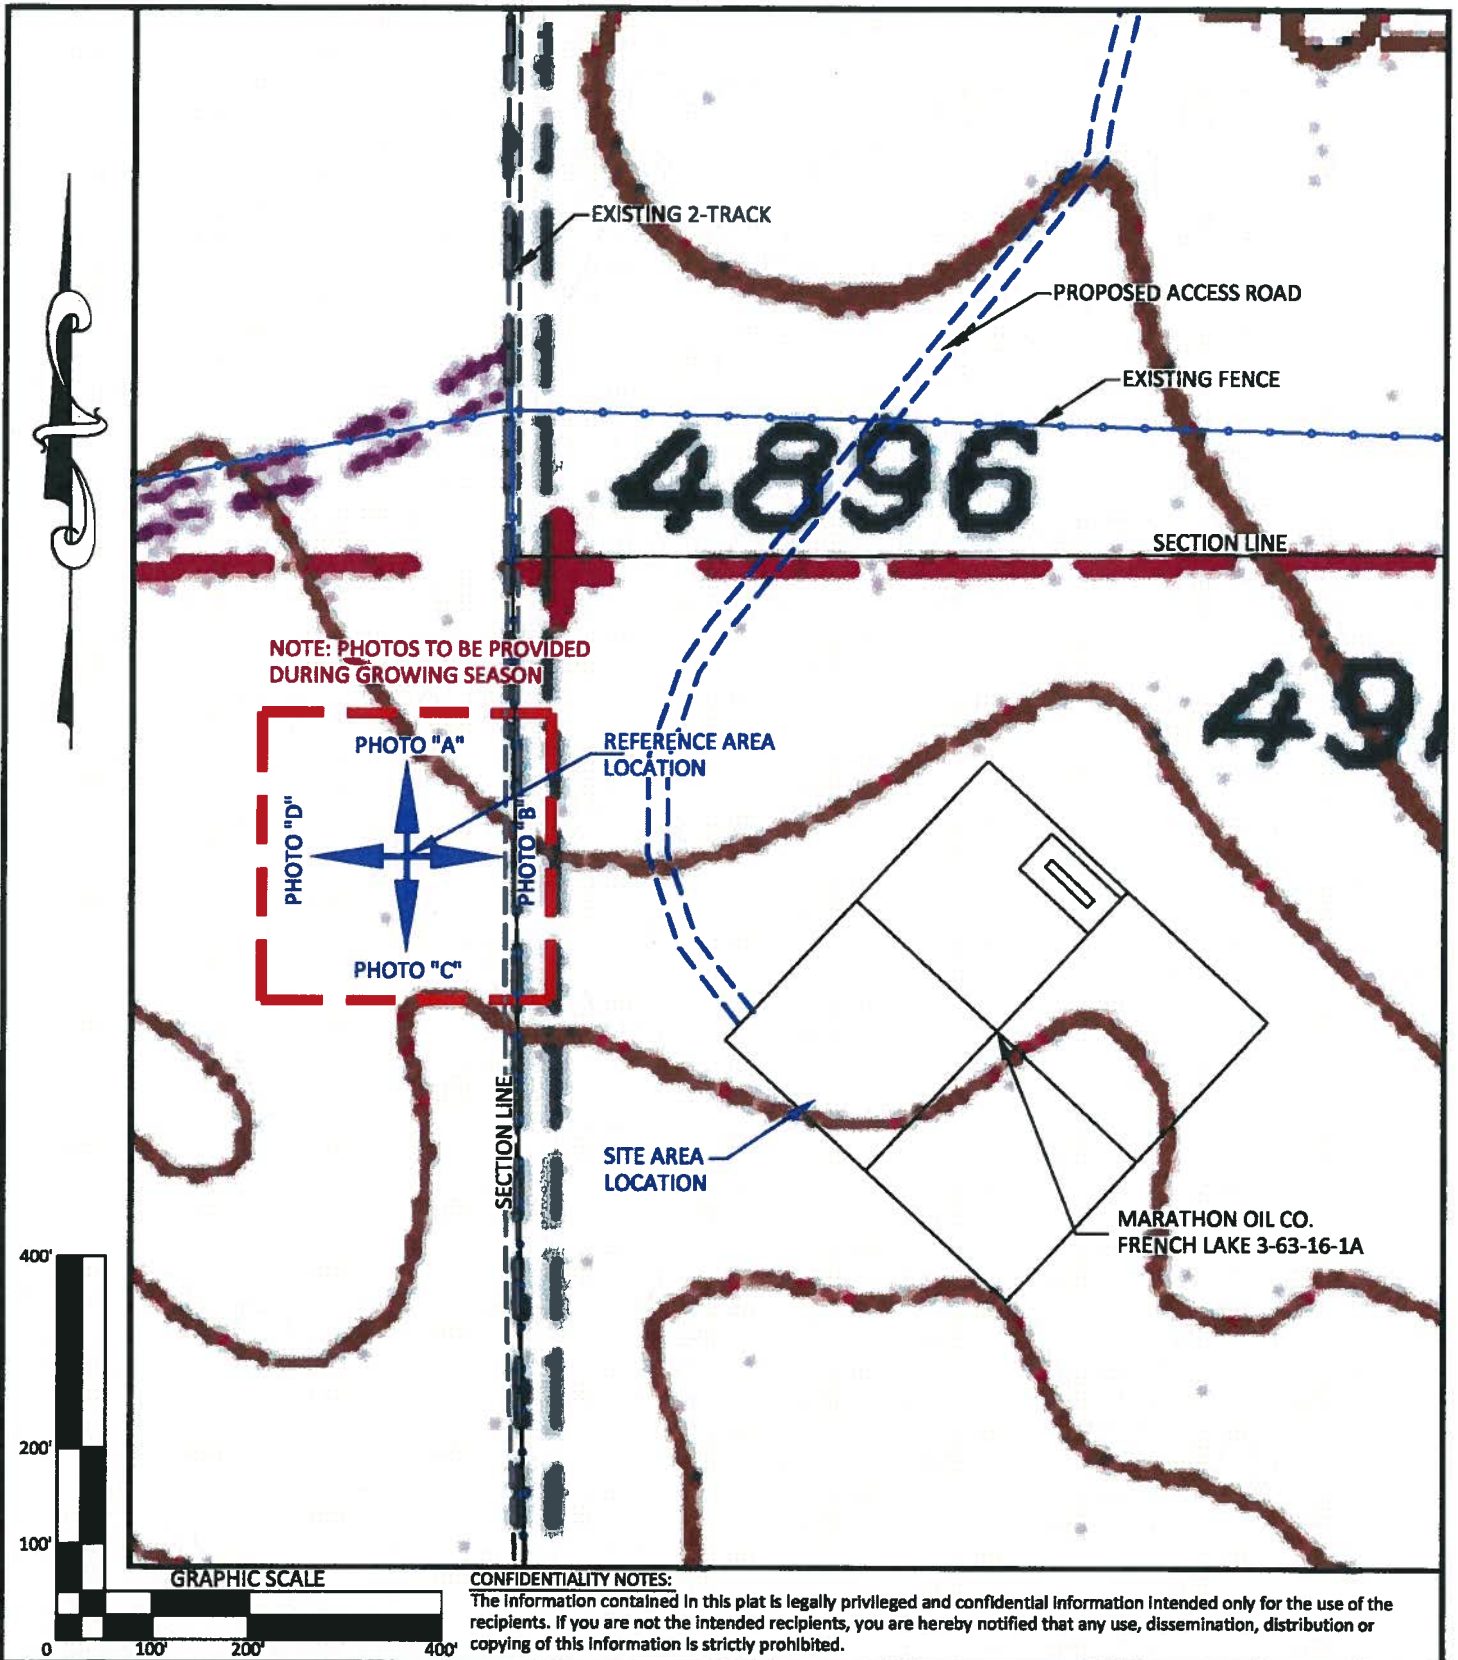 EXISTING 2-TRACK
PROPOSED ACCESS ROAD
EXISTING FENCE
4896
SECTION LINE
NOTE: PHOTOS TO BE PROVIDED
DURING GROWING SEASON
49
PHOTO "A"
REFERENCE AREA
LOCATION
PHOTO "D"
PHOTO "B"
PHOTO "C"
SECTION LINE
SITE AREA
LOCATION
MARATHON OIL CO.
FRENCH LAKE 3-63-16-1A
400'
200'
100'
GRAPHIC SCALE
0 100' 200' 400'
CONFIDENTIALITY NOTES:
The information contained in this plat is legally privileged and confidential information intended only for the use of the
recipients. If you are not the intended recipients, you are hereby notified that any use, dissemination, distribution or
copying of this information is strictly prohibited.